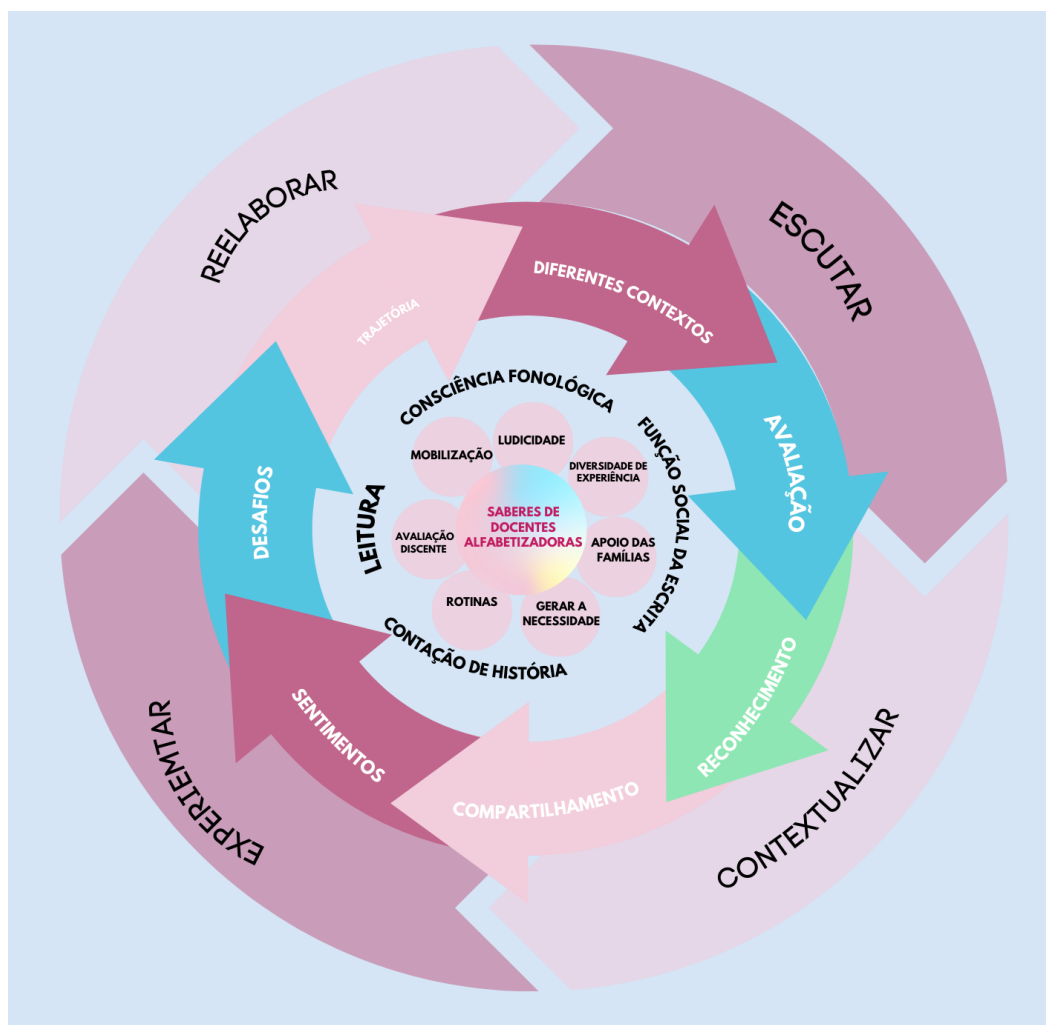 REELABORAR
ESCUTAR
CONTEXTUALIZAR
EXPERIEMTAR
TRAJETÓRIA
DIFERENTES CONTEXTOS
AVALIAÇÃO
RECONHECIMENTO
COMPARTILHAMENTO
SENTIMENTOS
DESAFIOS
CONSCIÊNCIA FONOLÓGICA
FUNÇÃO SOCIAL DA ESCRITA
CONTAÇÃO DE HISTÓRIA
LEITURA
MOBILIZAÇÃO
LUDICIDADE
DIVERSIDADE DE
EXPERIÊNCIA
APOIO DAS
FAMÍLIAS
GERAR A
NECESSIDADE
ROTINAS
AVALIAÇÃO
DISCENTE
SABERES DE
DOCENTES
ALFABETIZADORAS